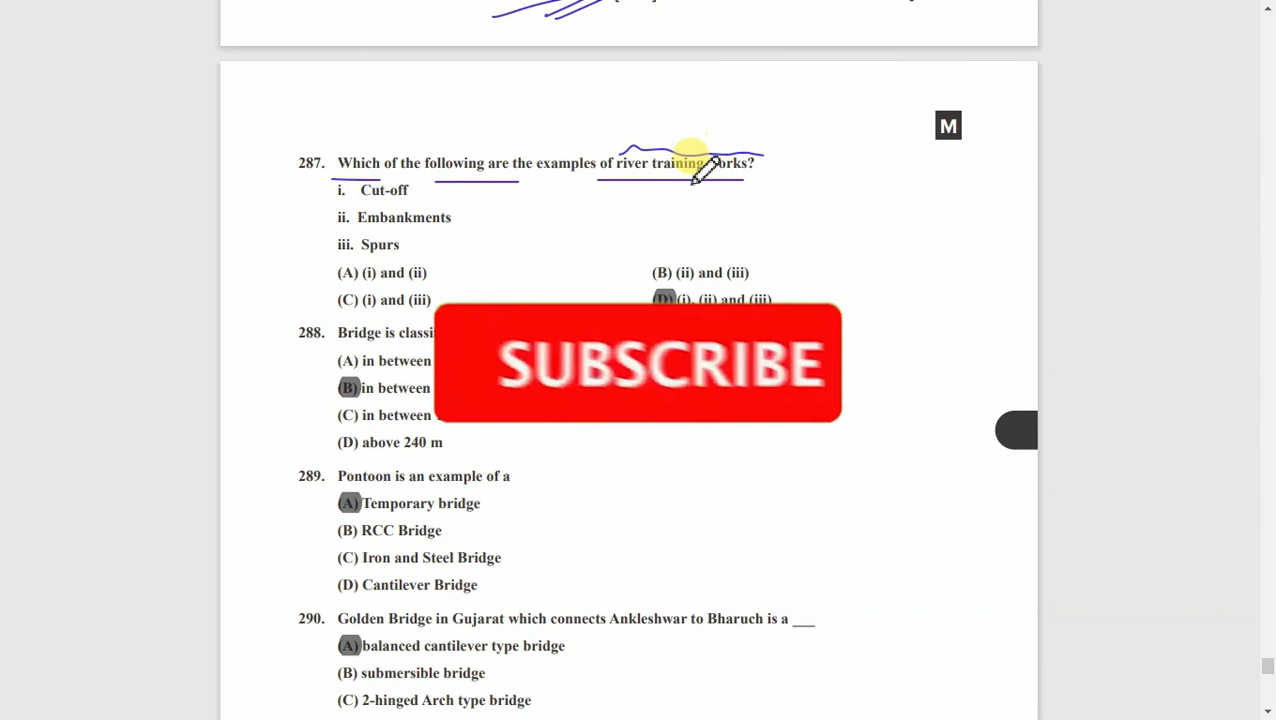 M
287. Which of the following are the examples of river training works?
i. Cut-off
ii. Embankments
iii. Spurs
(A) (i) and (ii) (B) (ii) and (iii)
(C) (i) and (iii) (D) (i), (ii) and (iii)
288. Bridge is
(A) in between
(B) in between
SUBSCRIBE
(C) in between
(D) above 240 m
289. Pontoon is an example of a
(A) Temporary bridge
(B) RCC Bridge
(C) Iron and Steel Bridge
(D) Cantilever Bridge
290. Golden Bridge in Gujarat which connects Ankleshwar to Bharuch is a ___
(A) balanced cantilever type bridge
(B) submersible bridge
(C) 2-hinged Arch type bridge